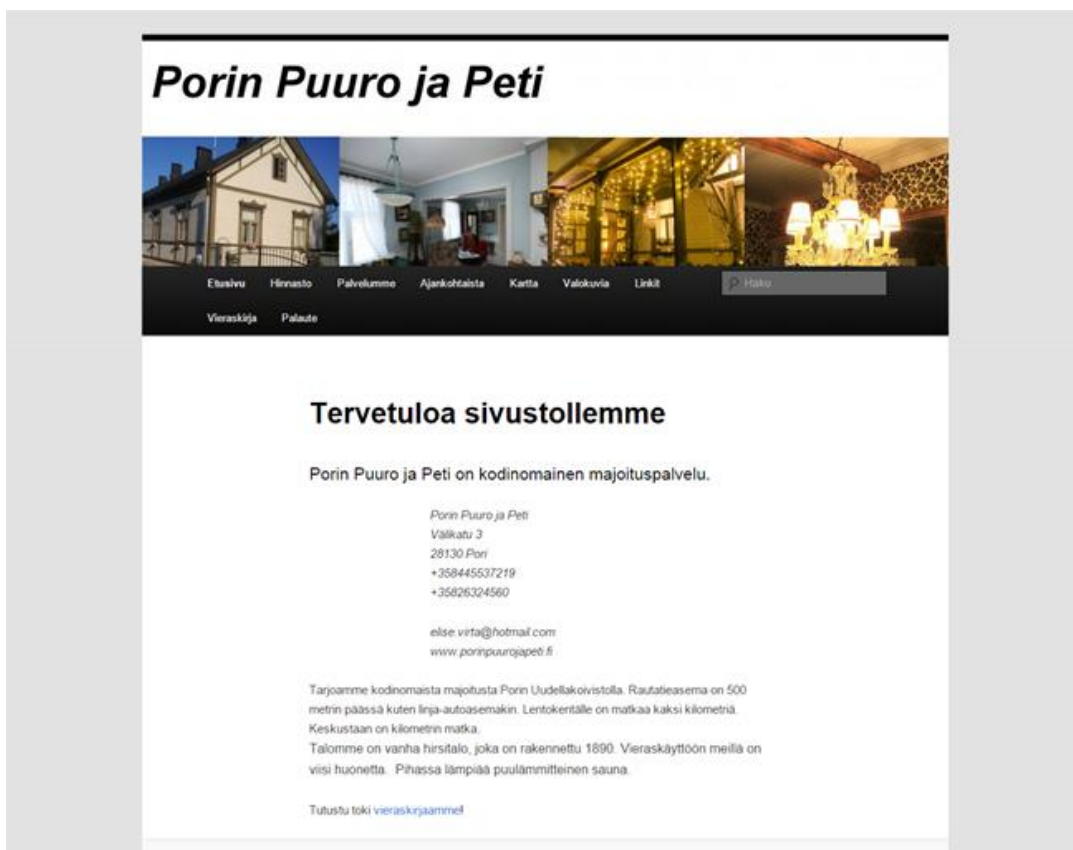 Porin Puuro ja Peti
Etusivu Hinnasto Palvelumme Ajankohtaista Kartta Valokuvia Linkit Haku
Vieraskirja Palaute
Tervetuloa sivustollemme
Porin Puuro ja Peti on kodinomainen majoituspalvelu.
Porin Puuro ja Peti
Välikatu 3
28130 Pori
+358445537219
+35826324560
elise.virta@hotmail.com
www.porinpuurojapeti.fi
Tarjoamme kodinomaista majoitusta Porin Uudellakoivistolla. Rautatieasema on 500
metrin päässä kuten linja-autoasemakin. Lentokentälle on matkaa kaksi kilometriä.
Keskustaan on kilometrin matka.
Talomme on vanha hirsitalo, joka on rakennettu 1890. Vieraskäyttöön meillä on
viisi huonetta. Pihassa lämpiää puulämmitteinen sauna.
Tutustu toki vieraskirjaamme!